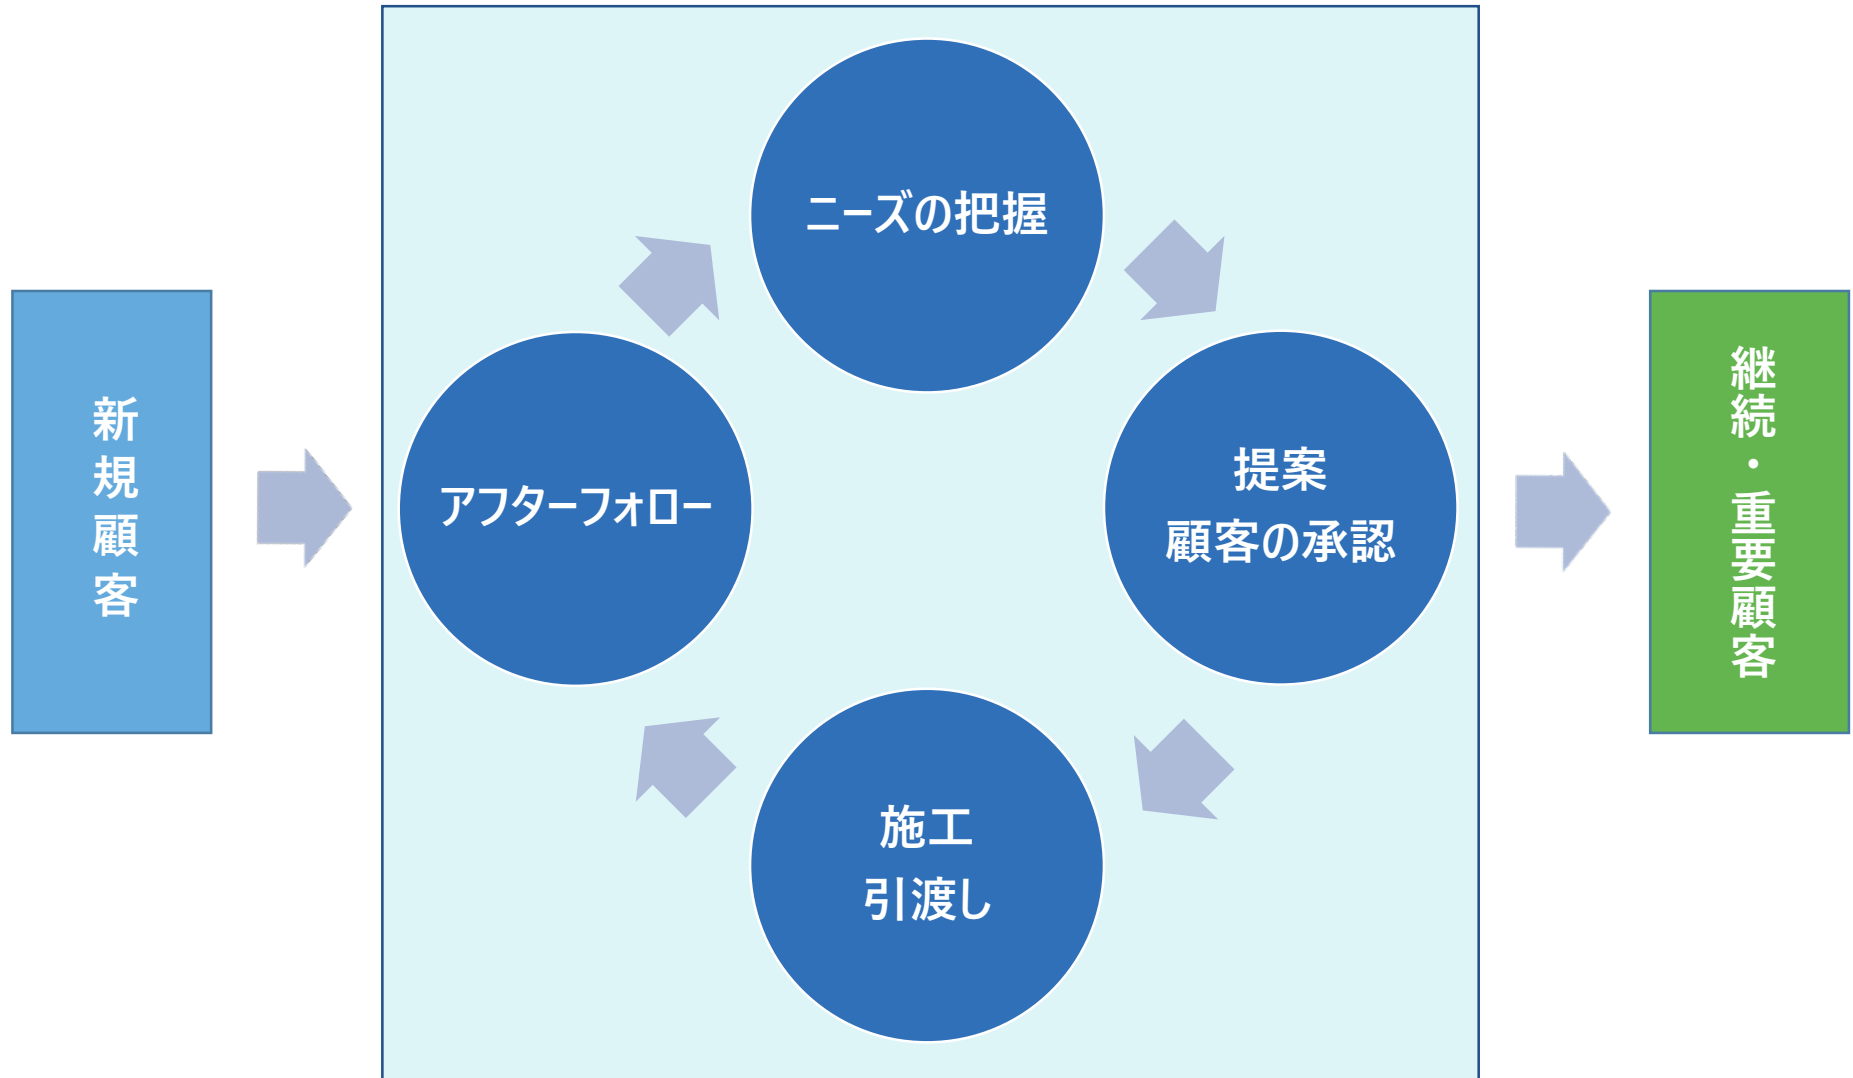 新規顧客
ニーズの把握
アフターフォロー
提案
顧客の承認
施工
引渡し
継続・重要顧客